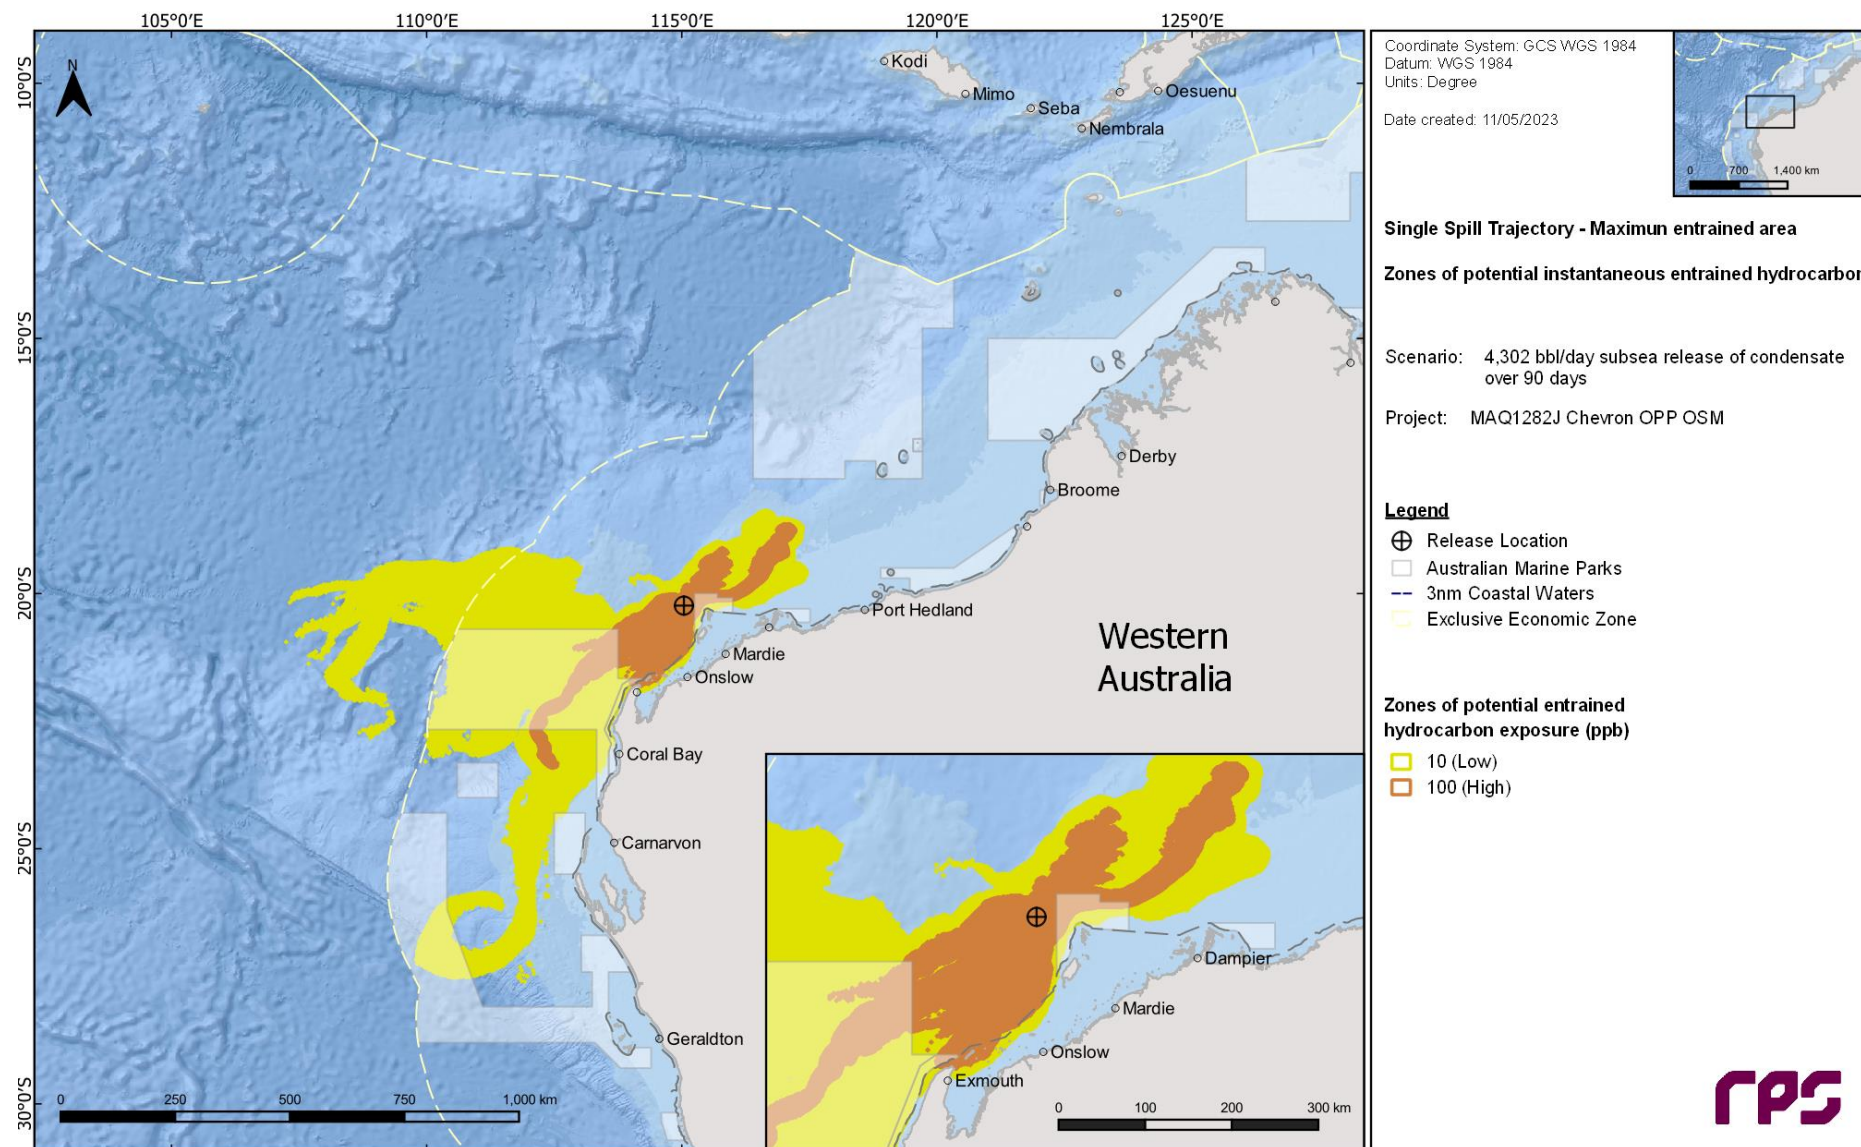 105°0'E 110°0'E 115°0'E 120°0'E 125°0'E
10°0'S
15°0'S
20°0'S
25°0'S
30°0'S
N
Kodi
Mimo
Seba
Oesuenu
Nembrala
Derby
Broome
Port Hedland
Western
Australia
Mardie
Onslow
Coral Bay
Carnarvon
Geraldton
0 250 500 750 1,000 km
Dampier
Mardie
Onslow
Exmouth
0 100 200 300 km
Coordinate System: GCS WGS 1984
Datum: WGS 1984
Units: Degree
Date created: 11/05/2023
0 700 1,400 km
Single Spill Trajectory - Maximun entrained area
Zones of potential instantaneous entrained hydrocarbon
Scenario: 4,302 bbl/day subsea release of condensate
over 90 days
Project: MAQ1282J Chevron OPP OSM
Legend
Release Location
Australian Marine Parks
3nm Coastal Waters
Exclusive Economic Zone
Zones of potential entrained
hydrocarbon exposure (ppb)
10 (Low)
100 (High)
rps